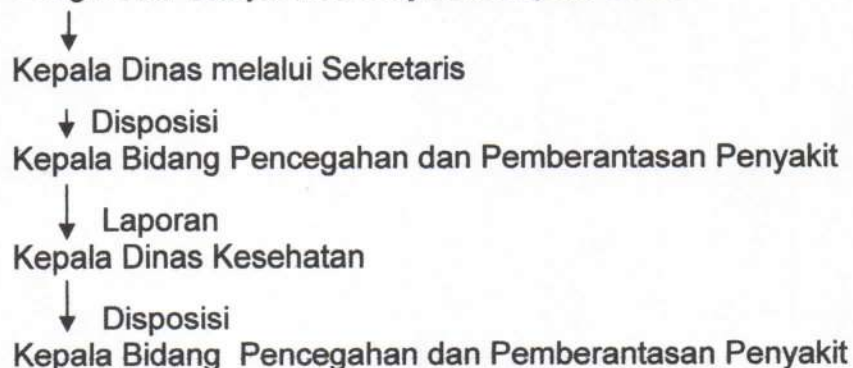 Kepala Dinas melalui Sekretaris
Disposisi
Kepala Bidang Pencegahan dan Pemberantasan Penyakit
Laporan
Kepala Dinas Kesehatan
Disposisi
Kepala Bidang Pencegahan dan Pemberantasan Penyakit